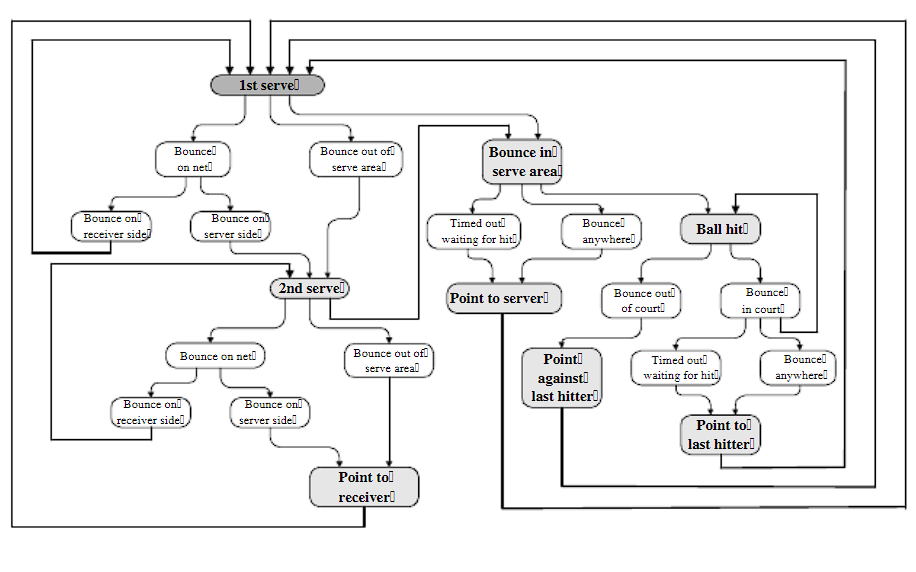 1st serve
Bounce
on net
Bounce out of
serve area
Bounce in
serve area
Bounce on
receiver side
Bounce on
server side
Timed out
waiting for hit
Bounce
anywhere
Ball hit
2nd serve
Point to server
Bounce out
of court
Bounce
in court
Bounce on net
Bounce out of
serve area
Point
against
last hitter
Timed out
waiting for hit
Bounce
anywhere
Bounce on
receiver side
Bounce on
server side
Point to
last hitter
Point to
receiver